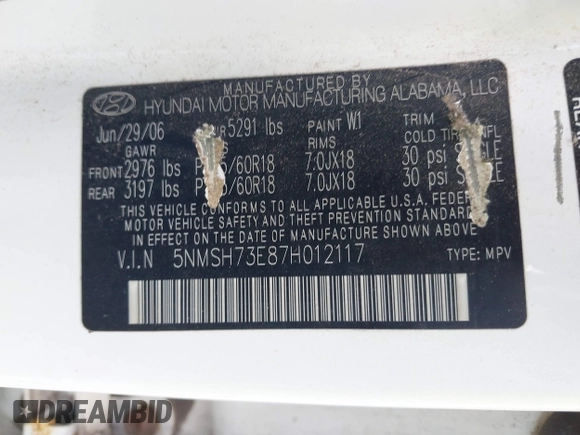 MANUFACTURED BY
HYUNDAI MOTOR MANUFACTURING ALABAMA, LLC
Jun/29/06 5291 lbs PAINT W1 TRIM
GAWR RIMS COLD TIRE
FRONT 2976 lbs /60R18 7.0JX18 30 psi
REAR 3197 lbs /60R18 7.0JX18 30 psi
THIS VEHICLE CONFORMS TO ALL APPLICABLE U.S.A. FEDERAL
MOTOR VEHICLE SAFETY AND THEFT PREVENTION STANDARDS
IN EFFECT ON THE DATE OF MANUFACTURE SHOWN ABOVE
V.I.N 5NMSH73E87H012117 TYPE: MPV
DREAMBID